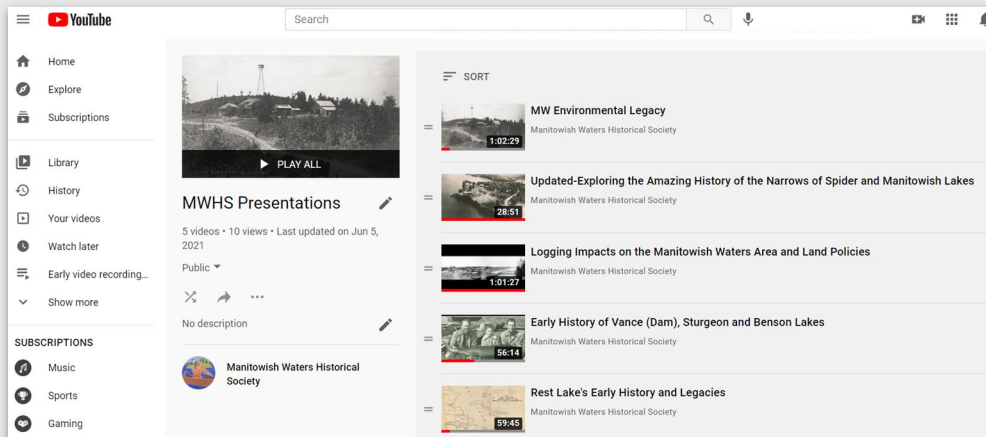 YouTube
Search
Home
Explore
Subscriptions
Library
History
Your videos
Watch later
Early video recording...
Show more
SUBSCRIPTIONS
Music
Sports
Gaming
PLAY ALL
MWHS Presentations
5 videos • 10 views • Last updated on Jun 5,
2021
Public
No description
Manitowish Waters Historical
Society
SORT
1:02:29
MW Environmental Legacy
Manitowish Waters Historical Society
28:51
Updated-Exploring the Amazing History of the Narrows of Spider and Manitowish Lakes
Manitowish Waters Historical Society
1:01:27
Logging Impacts on the Manitowish Waters Area and Land Policies
Manitowish Waters Historical Society
56:14
Early History of Vance (Dam), Sturgeon and Benson Lakes
Manitowish Waters Historical Society
59:45
Rest Lake's Early History and Legacies
Manitowish Waters Historical Society